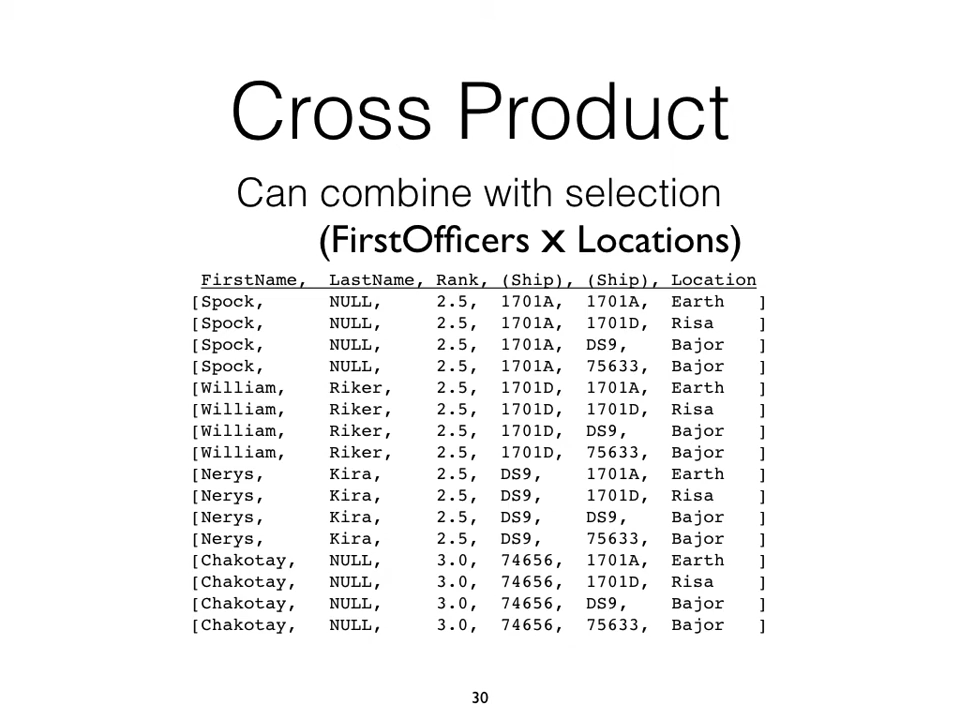 Cross Product
Can combine with selection
(FirstOfficers x Locations)
FirstName, LastName, Rank, (Ship), (Ship), Location
[Spock, NULL, 2.5, 1701A, 1701A, Earth ]
[Spock, NULL, 2.5, 1701A, 1701D, Risa ]
[Spock, NULL, 2.5, 1701A, DS9, Bajor ]
[Spock, NULL, 2.5, 1701A, 75633, Bajor ]
[William, Riker, 2.5, 1701D, 1701A, Earth ]
[William, Riker, 2.5, 1701D, 1701D, Risa ]
[William, Riker, 2.5, 1701D, DS9, Bajor ]
[William, Riker, 2.5, 1701D, 75633, Bajor ]
[Nerys, Kira, 2.5, DS9, 1701A, Earth ]
[Nerys, Kira, 2.5, DS9, 1701D, Risa ]
[Nerys, Kira, 2.5, DS9, DS9, Bajor ]
[Nerys, Kira, 2.5, DS9, 75633, Bajor ]
[Chakotay, NULL, 3.0, 74656, 1701A, Earth ]
[Chakotay, NULL, 3.0, 74656, 1701D, Risa ]
[Chakotay, NULL, 3.0, 74656, DS9, Bajor ]
[Chakotay, NULL, 3.0, 74656, 75633, Bajor ]
30